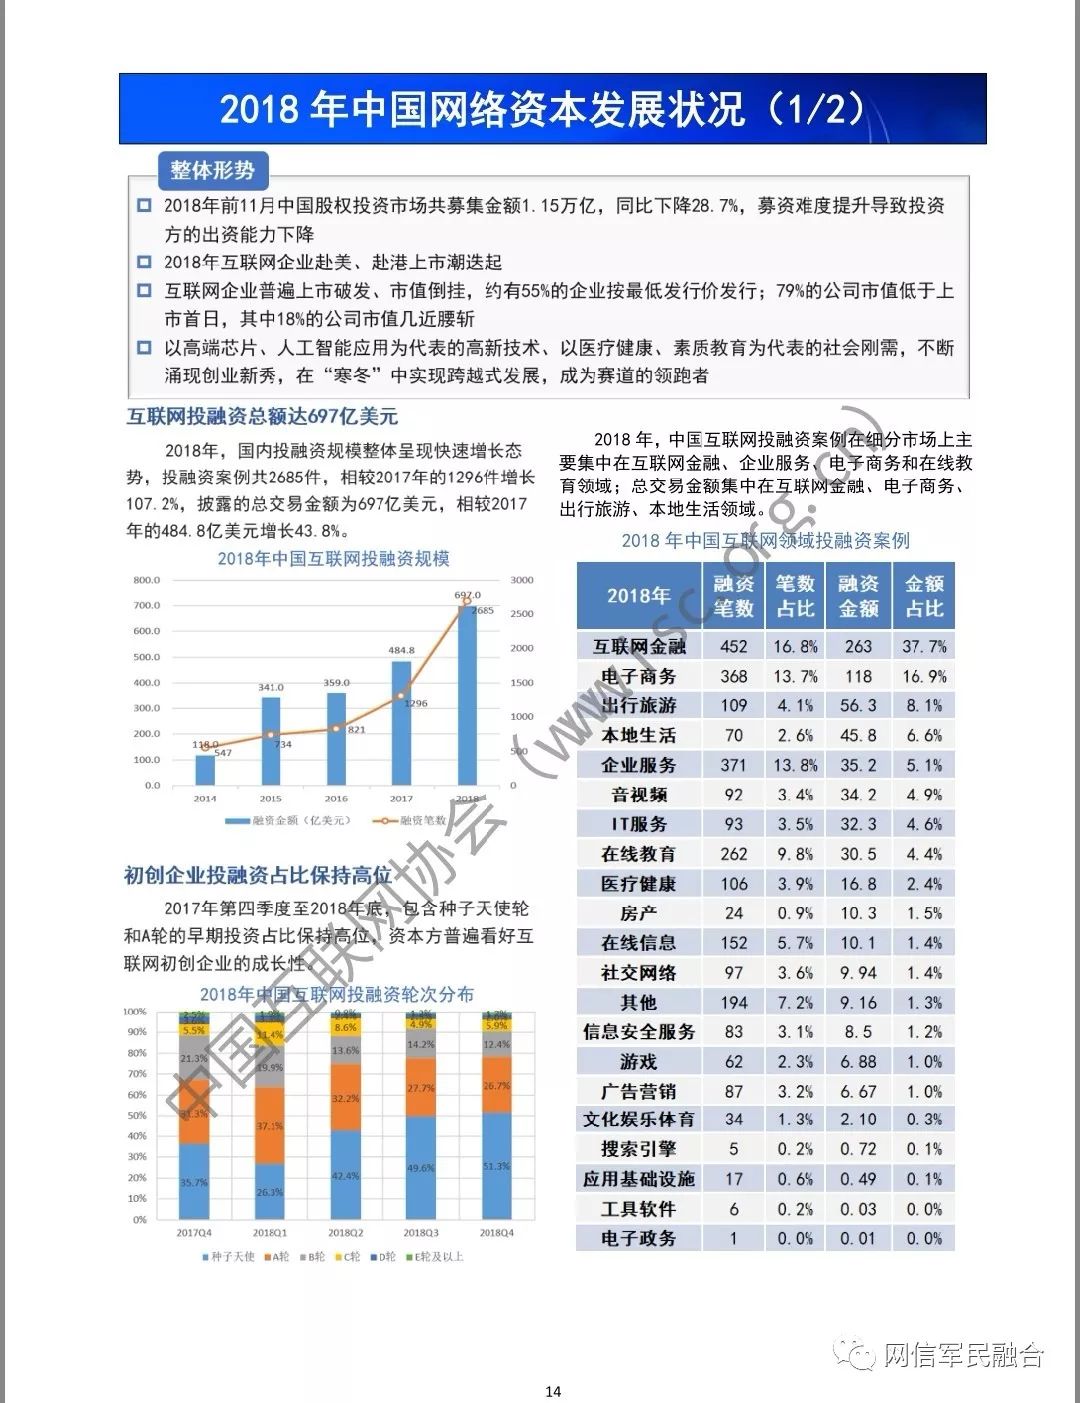 2018 年中国网络资本发展状况（1/2）
整体形势
2018年前11月中国股权投资市场共募集金额1.15万亿，同比下降28.7%，募资难度提升导致投资
方的出资能力下降
2018年互联网企业赴美、赴港上市潮迭起
互联网企业普遍上市破发、市值倒挂，约有55%的企业按最低发行价发行；79%的公司市值低于上
市首日，其中18%的公司市值几近腰斩
以高端芯片、人工智能应用为代表的高新技术、以医疗健康、素质教育为代表的社会刚需，不断
涌现创业新秀，在“寒冬”中实现跨越式发展，成为赛道的领跑者
互联网投融资总额达697亿美元
2018年，国内投融资规模整体呈现快速增长态
势，投融资案例共2685件，相较2017年的1296件增长
107.2%，披露的总交易金额为697亿美元，相较2017
年的484.8亿美元增长43.8%。
2018年中国互联网投融资规模
800.0 3000
700.0 2500
600.0 2000
500.0 1500
400.0 1000
300.0 500
200.0 0
100.0
0.0
118.0 341.0 359.0 484.8 697.0
547 734 821 1296 2685
2014 2015 2016 2017 2018
融资金额（亿美元） 融资笔数
初创企业投融资占比保持高位
2017年第四季度至2018年底，包含种子天使轮
和A轮的早期投资占比保持高位，资本方普遍看好互
联网初创企业的成长性。
2018年中国互联网投融资轮次分布
100%
90%
80%
70%
60%
50%
40%
30%
20%
10%
0%
5.5% 11.4% 8.6% 4.9% 5.9%
21.3% 19.9% 13.6% 14.2% 12.4%
31.3% 37.1% 32.2% 27.7% 26.7%
35.7% 26.3% 42.4% 49.6% 51.3%
2017Q4 2018Q1 2018Q2 2018Q3 2018Q4
种子天使 A轮 B轮 C轮 D轮 E轮及以上
2018 年，中国互联网投融资案例在细分市场上主
要集中在互联网金融、企业服务、电子商务和在线教
育领域；总交易金额集中在互联网金融、电子商务、
出行旅游、本地生活领域。
2018 年中国互联网领域投融资案例
2018年 融资笔数 笔数占比 融资金额 金额占比
互联网金融 452 16.8% 263 37.7%
电子商务 368 13.7% 118 16.9%
出行旅游 109 4.1% 56.3 8.1%
本地生活 70 2.6% 45.8 6.6%
企业服务 371 13.8% 35.2 5.1%
音视频 92 3.4% 34.2 4.9%
IT服务 93 3.5% 32.3 4.6%
在线教育 262 9.8% 30.5 4.4%
医疗健康 106 3.9% 16.8 2.4%
房产 24 0.9% 10.3 1.5%
在线信息 152 5.7% 10.1 1.4%
社交网络 97 3.6% 9.94 1.4%
其他 194 7.2% 9.16 1.3%
信息安全服务 83 3.1% 8.5 1.2%
游戏 62 2.3% 6.88 1.0%
广告营销 87 3.2% 6.67 1.0%
文化娱乐体育 34 1.3% 2.10 0.3%
搜索引擎 5 0.2% 0.72 0.1%
应用基础设施 17 0.6% 0.49 0.1%
工具软件 6 0.2% 0.03 0.0%
电子政务 1 0.0% 0.01 0.0%
中国互联网协会（www.isc.org.cn）
网信军民融合
14